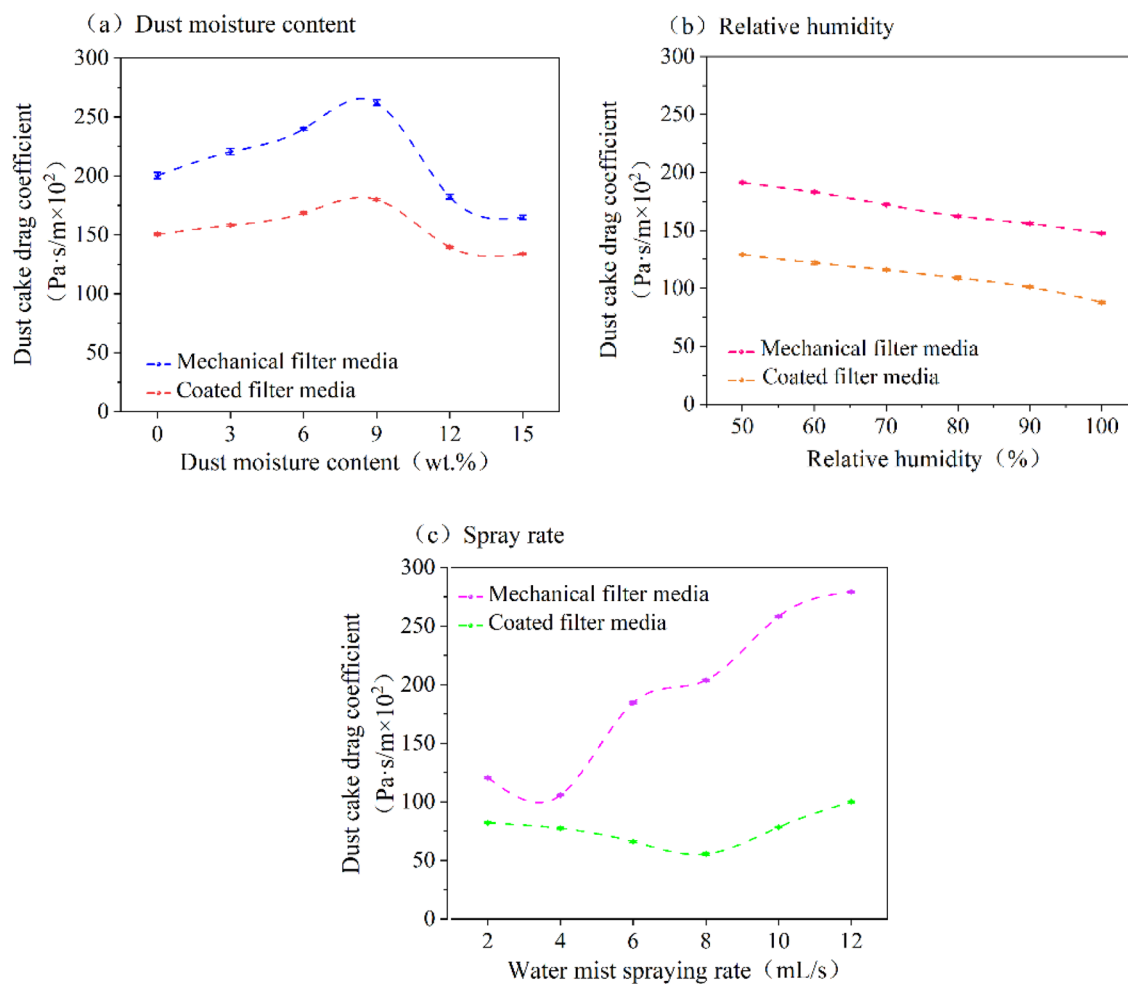 (a) Dust moisture content
300
250
200
150
100
50
0
Dust cake drag coefficient
(Pa·s/m×10²)
Mechanical filter media
Coated filter media
0 3 6 9 12 15
Dust moisture content (wt.%)
(b) Relative humidity
300
250
200
150
100
50
0
Dust cake drag coefficient
(Pa·s/m×10²)
Mechanical filter media
Coated filter media
50 60 70 80 90 100
Relative humidity (%)
(c) Spray rate
300
250
200
150
100
50
0
Dust cake drag coefficient
(Pa·s/m×10²)
Mechanical filter media
Coated filter media
2 4 6 8 10 12
Water mist spraying rate (mL/s)